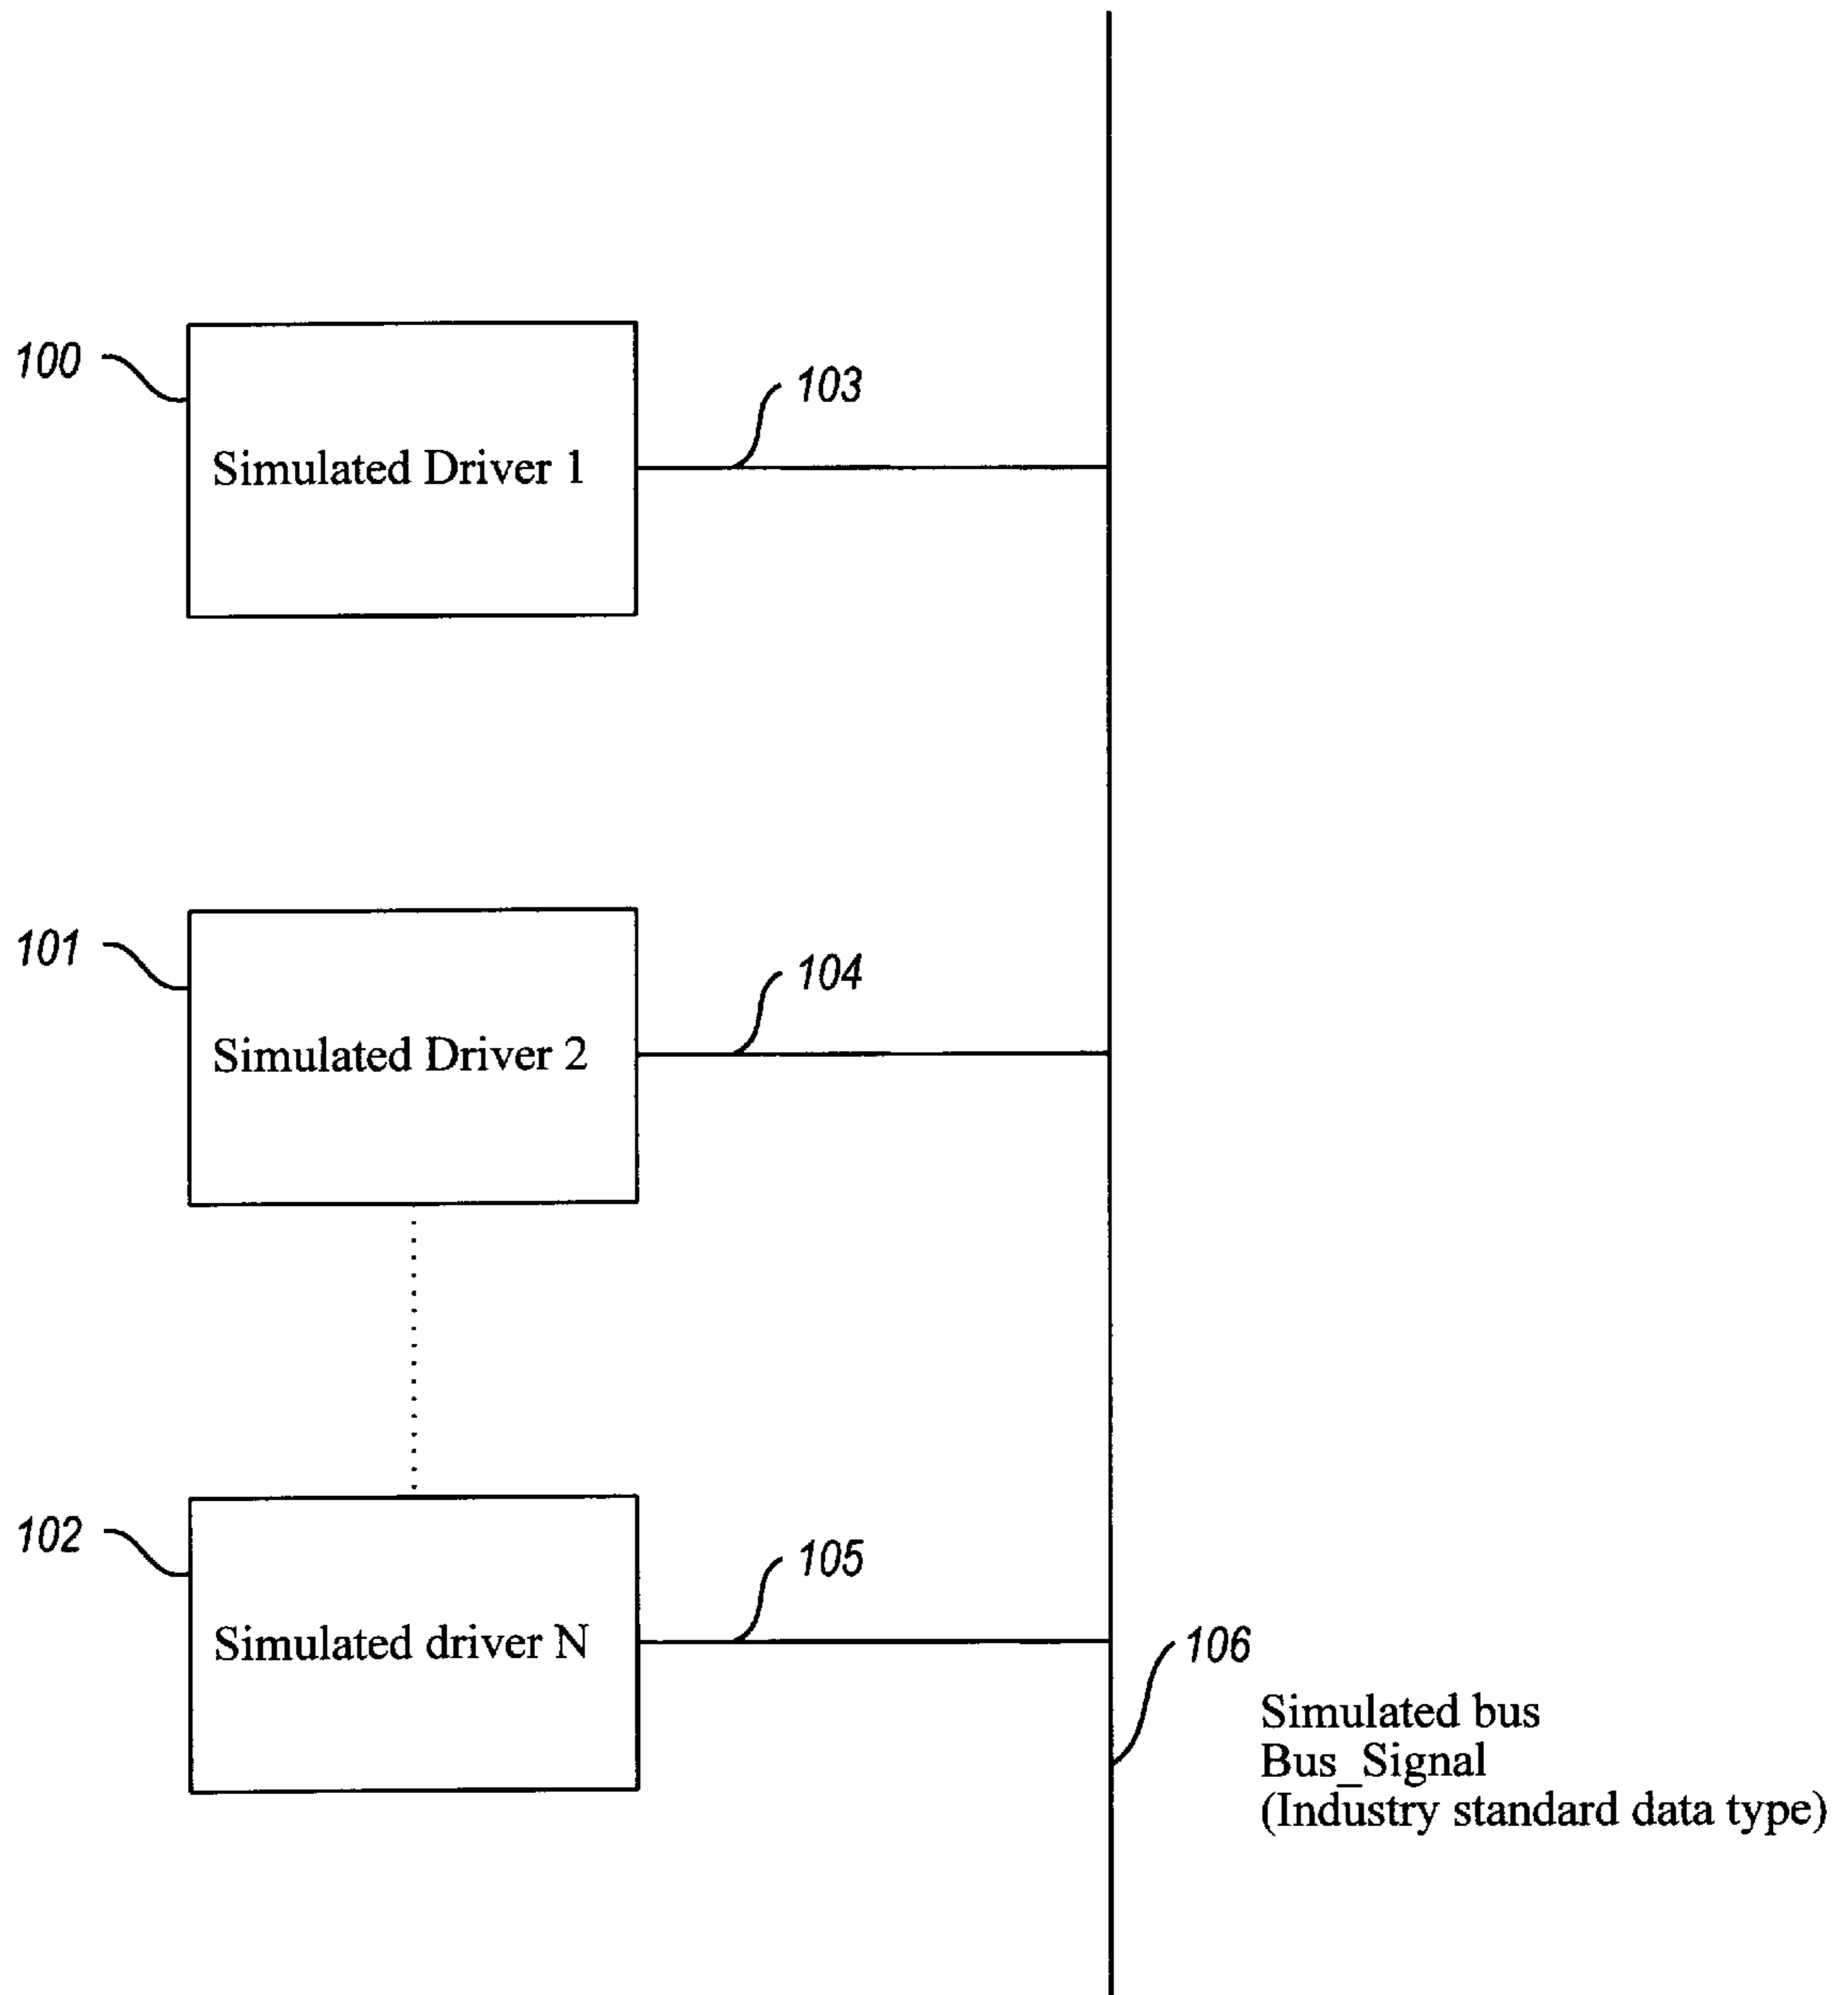 100
103
Simulated Driver 1
101
104
Simulated Driver 2
102
105
Simulated driver N
106
Simulated bus
Bus_Signal
(Industry standard data type)